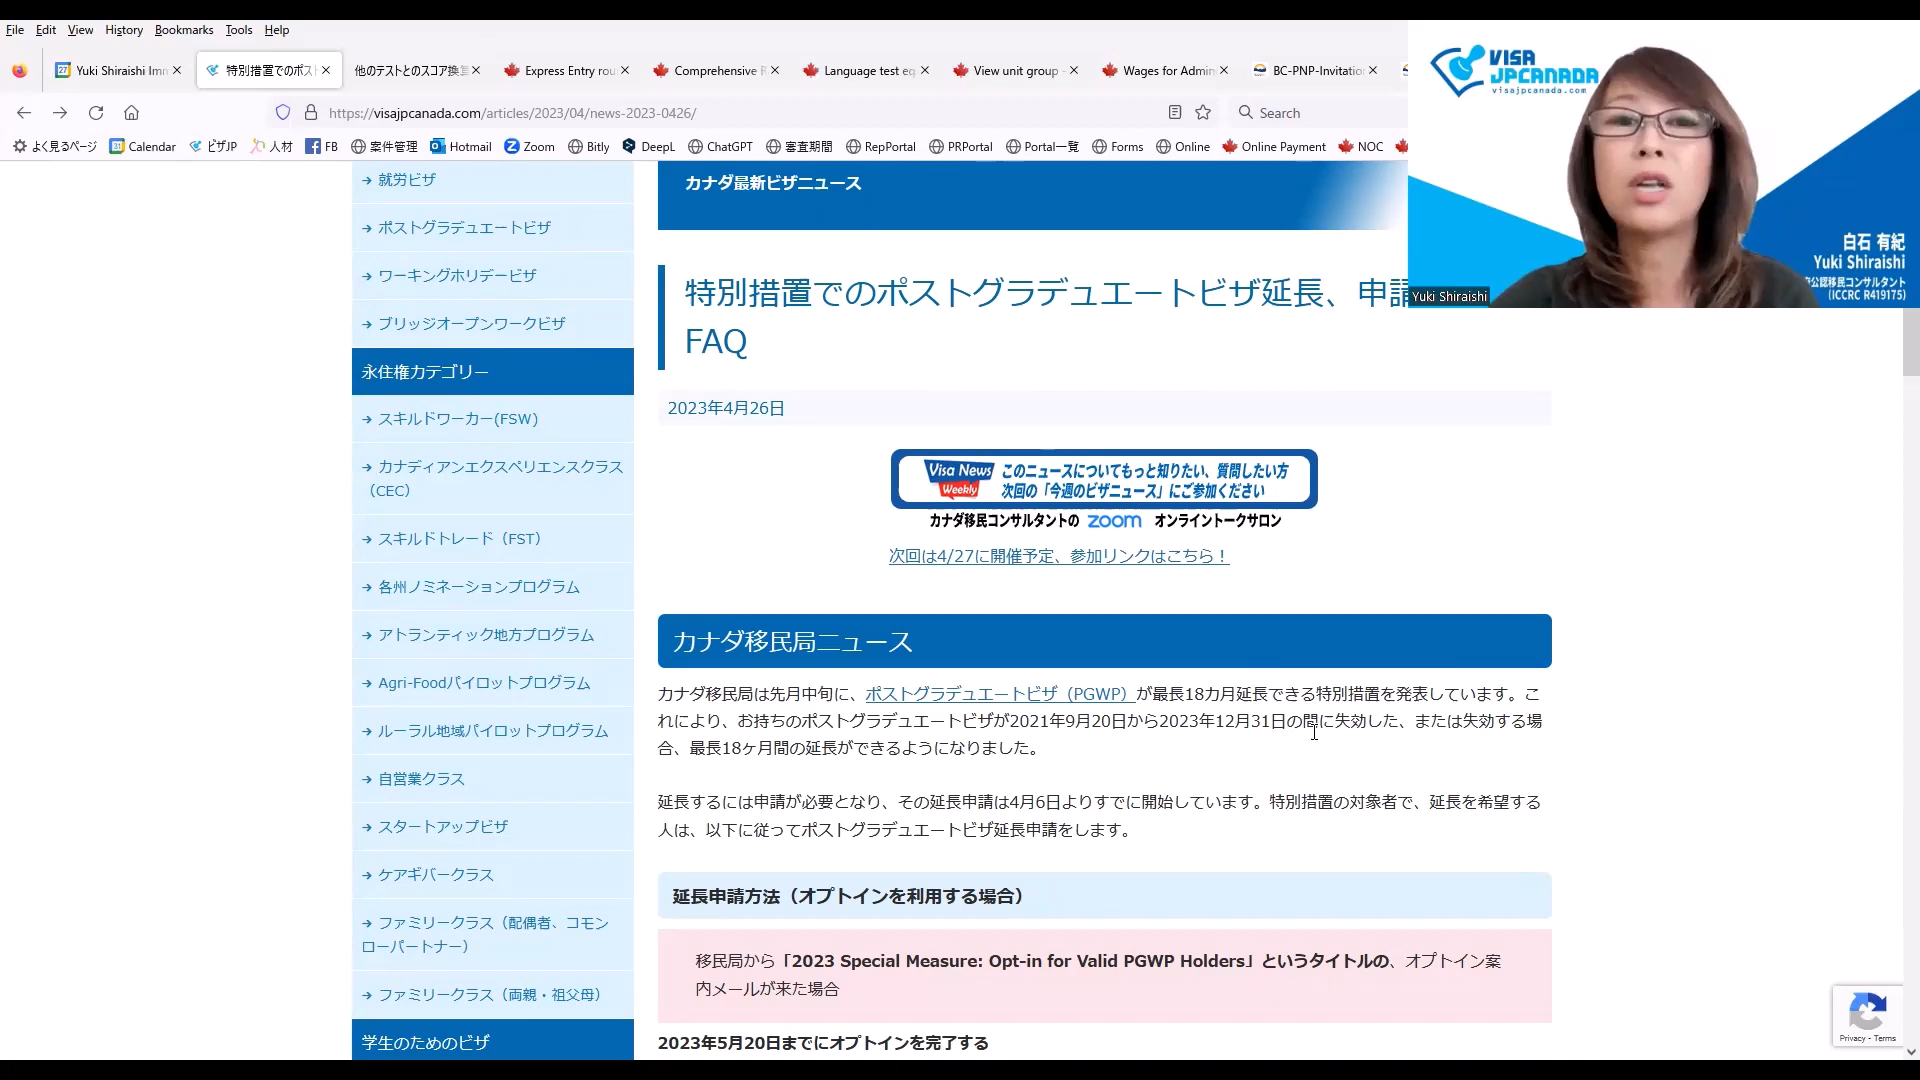 File Edit View History Bookmarks Tools Help
Yuki Shiraishi Imm
特別措置でのポスト
他のテストとのスコア換算
Express Entry rou
Comprehensive R
Language test eq
View unit group -
Wages for Admin
BC-PNP-Invitation
https://visajpcanada.com/articles/2023/04/news-2023-0426/
Search
よく見るページ Calendar ビザJP 人材 FB 案件管理 Hotmail Zoom Bitly DeepL ChatGPT 審査期間 RepPortal PRPortal Portal一覧 Forms Online Online Payment NOC
VISA
JPCANADA
visajpcanada.com
白石 有紀
Yuki Shiraishi
公認移民コンサルタント
(ICCRC R419175)
Yuki Shiraishi
→ 就労ビザ
→ ポストグラデュエートビザ
→ ワーキングホリデービザ
→ ブリッジオープンワークビザ
永住権カテゴリー
→ スキルドワーカー(FSW)
→ カナディアンエクスペリエンスクラス
（CEC）
→ スキルドトレード（FST）
→ 各州ノミネーションプログラム
→ アトランティック地方プログラム
→ Agri-Foodパイロットプログラム
→ ルーラル地域パイロットプログラム
→ 自営業クラス
→ スタートアップビザ
→ ケアギバークラス
→ ファミリークラス（配偶者、コモン
ローパートナー）
→ ファミリークラス（両親・祖父母）
学生のためのビザ
カナダ最新ビザニュース
特別措置でのポストグラデュエートビザ延長、申請
FAQ
2023年4月26日
Visa News
Weekly
このニュースについてもっと知りたい、質問したい方
次回の「今週のビザニュース」にご参加ください
カナダ移民コンサルタントの zoom オンライントークサロン
次回は4/27に開催予定、参加リンクはこちら！
カナダ移民局ニュース
カナダ移民局は先月中旬に、ポストグラデュエートビザ（PGWP）が最長18カ月延長できる特別措置を発表しています。こ
れにより、お持ちのポストグラデュエートビザが2021年9月20日から2023年12月31日の間に失効した、または失効する場
合、最長18ヶ月間の延長ができるようになりました。
延長するには申請が必要となり、その延長申請は4月6日よりすでに開始しています。特別措置の対象者で、延長を希望する
人は、以下に従ってポストグラデュエートビザ延長申請をします。
延長申請方法（オプトインを利用する場合）
移民局から「2023 Special Measure: Opt-in for Valid PGWP Holders」というタイトルの、オプトイン案
内メールが来た場合
2023年5月20日までにオプトインを完了する
Privacy - Terms